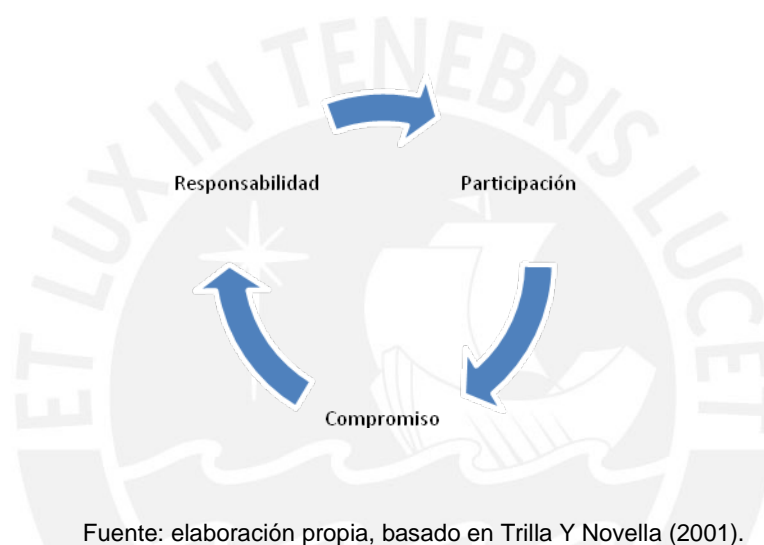 ET LUX IN TENEBRIS LUCET
Responsabilidad
Participación
Compromiso
Fuente: elaboración propia, basado en Trilla Y Novella (2001).